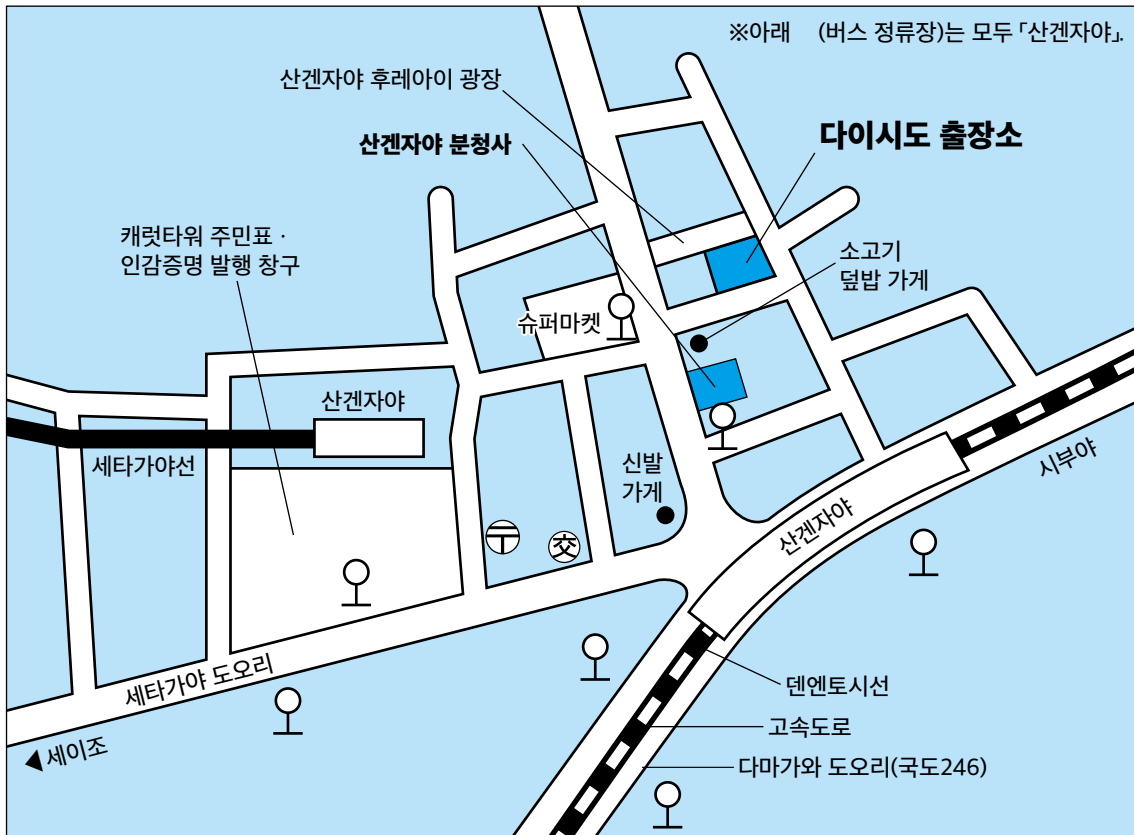 ※아래 (버스 정류장)는 모두 「산겐자야」.
산겐자야 후레아이 광장
산겐자야 분청사
다이시도 출장소
캐럿타워 주민표 ·
인감증명 발행 창구
소고기
덮밥 가게
슈퍼마켓
산겐자야
세타가야선
신발
가게
시부야
산겐자야
〒
交
세타가야 도오리
◀세이조
덴엔토시선
고속도로
다마가와 도오리(국도246)